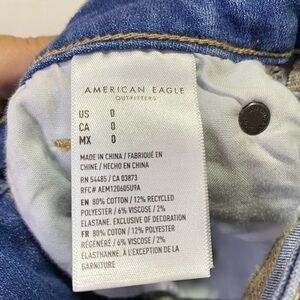 AMERICAN EAGLE
OUTFITTERS
US 0
CA 0
MX 0
MADE IN CHINA / FABRIQUÉ EN
CHINE / HECHO EN CHINA
RN 54485 / CA 03873
RFC# AEM120605U9A
EN 80% COTTON / 12% RECYCLED
POLYESTER / 6% VISCOSE / 2%
ELASTANE. EXCLUSIVE OF DECORATION
FR 80% COTON / 12% POLYESTER
RÉGÉNÉRÉ / 6% VISCOSE / 2%
ÉLASTHANNE. À L'EXCEPTION DE LA
GARNITURE